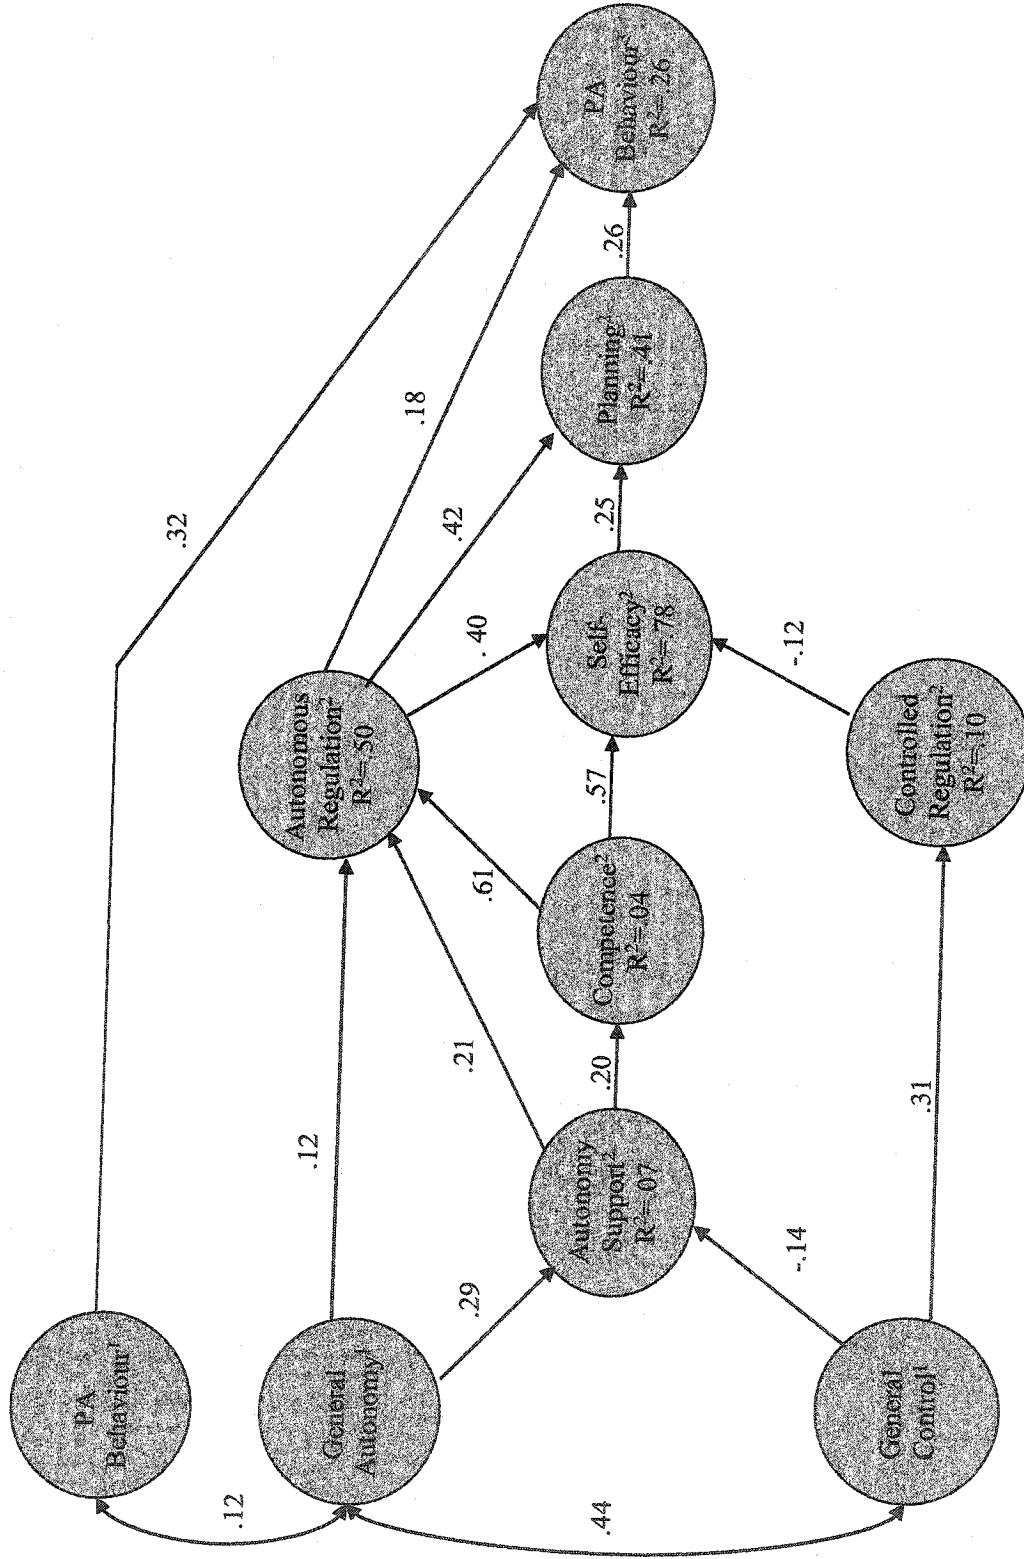 PA
Behaviour¹
.32
.12
General
Autonomy¹
.12
Autonomous
Regulation²
R²=.50
.18
.29
.21
.61
.40
.42
Autonomy
Support²
R²=.07
.20
Competence²
R²=.04
.57
Self-
Efficacy²
R²=.78
.25
Planning²
R²=.41
.26
PA
Behaviour
R²=.26
.44
-.14
-.12
General
Control¹
.31
Controlled
Regulation²
R²=.10